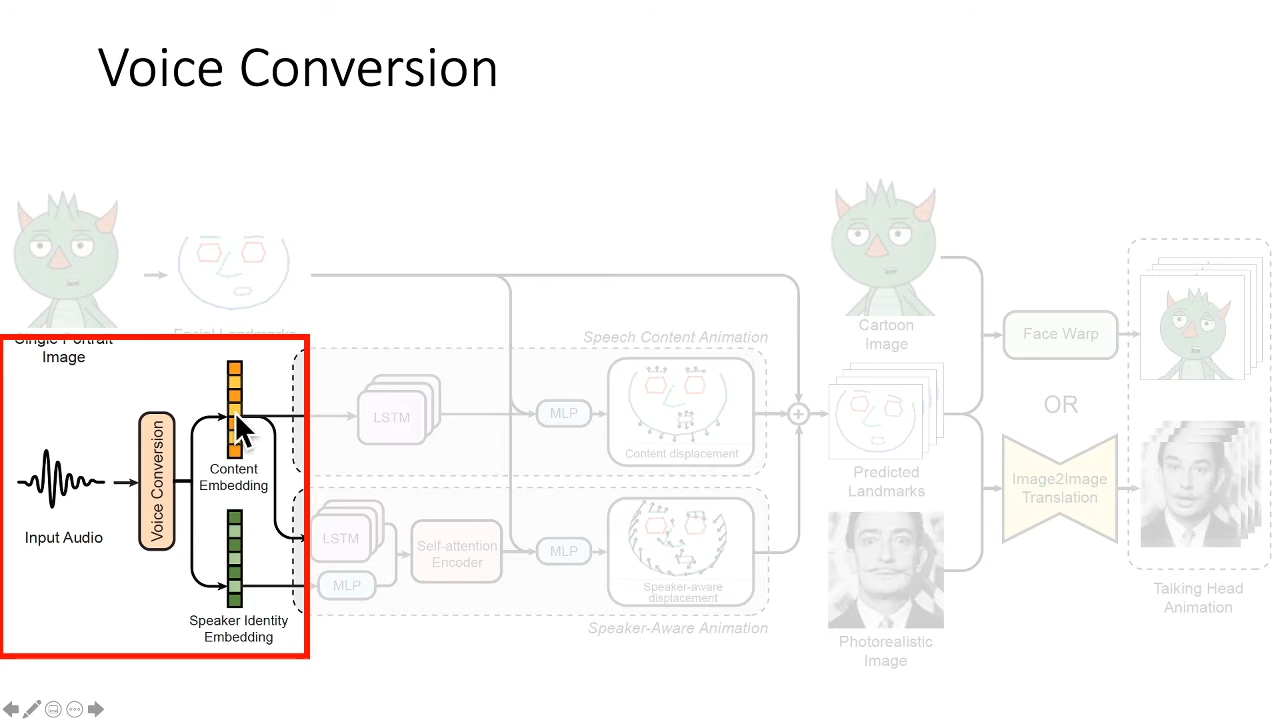 Voice Conversion
Facial Landmarks
Single Portrait
Image
Input Audio
Voice Conversion
Content
Embedding
Speaker Identity
Embedding
Speech Content Animation
LSTM
MLP
Content displacement
LSTM
MLP
Self-attention
Encoder
MLP
Speaker-aware
displacement
Speaker-Aware Animation
Cartoon
Image
Predicted
Landmarks
Photorealistic
Image
Face Warp
OR
Image2Image
Translation
Talking Head
Animation